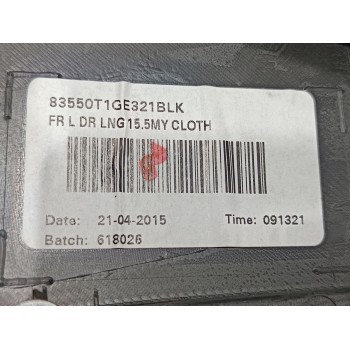 83550T1GE321BLK
FR L DR LNG15.5MY CLOTH
Date: 21-04-2015 Time: 091321
Batch: 618026